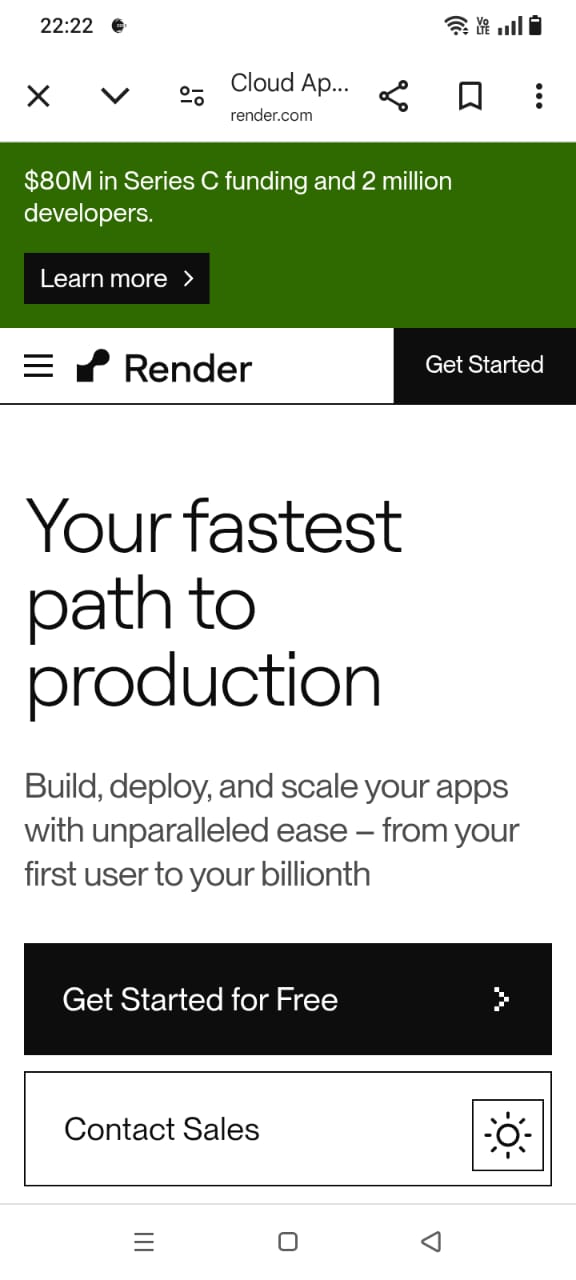 22:22
Vo
LTE
Cloud Ap...
render.com
$80M in Series C funding and 2 million
developers.
Learn more
Render
Get Started
Your fastest
path to
production
Build, deploy, and scale your apps
with unparalleled ease – from your
first user to your billionth
Get Started for Free
Contact Sales